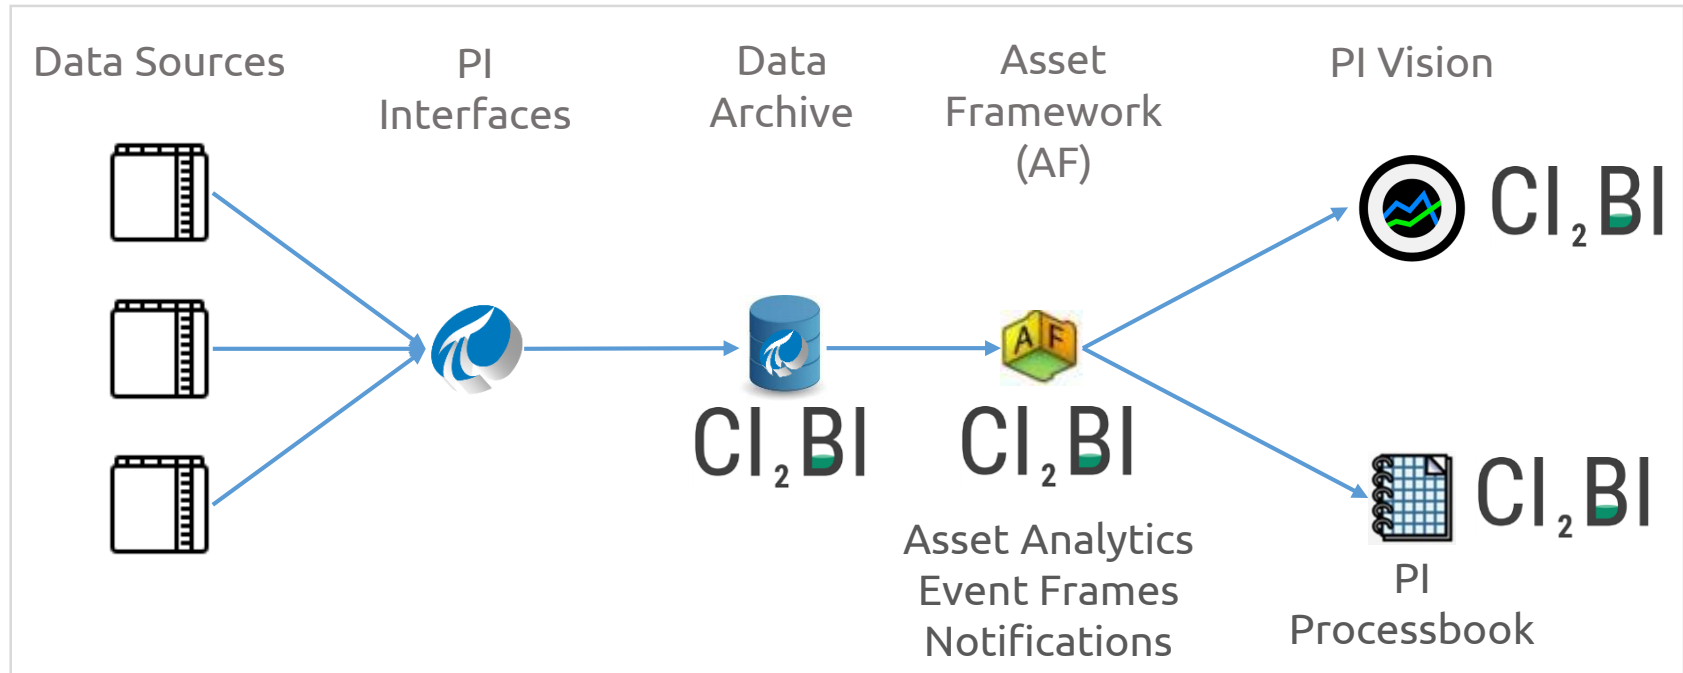 Data Sources
PI
Interfaces
Data
Archive
Asset
Framework
(AF)
PI Vision
CI₂BI
A F
CI₂BI
CI₂BI
CI₂BI
Asset Analytics
Event Frames
Notifications
PI
Processbook